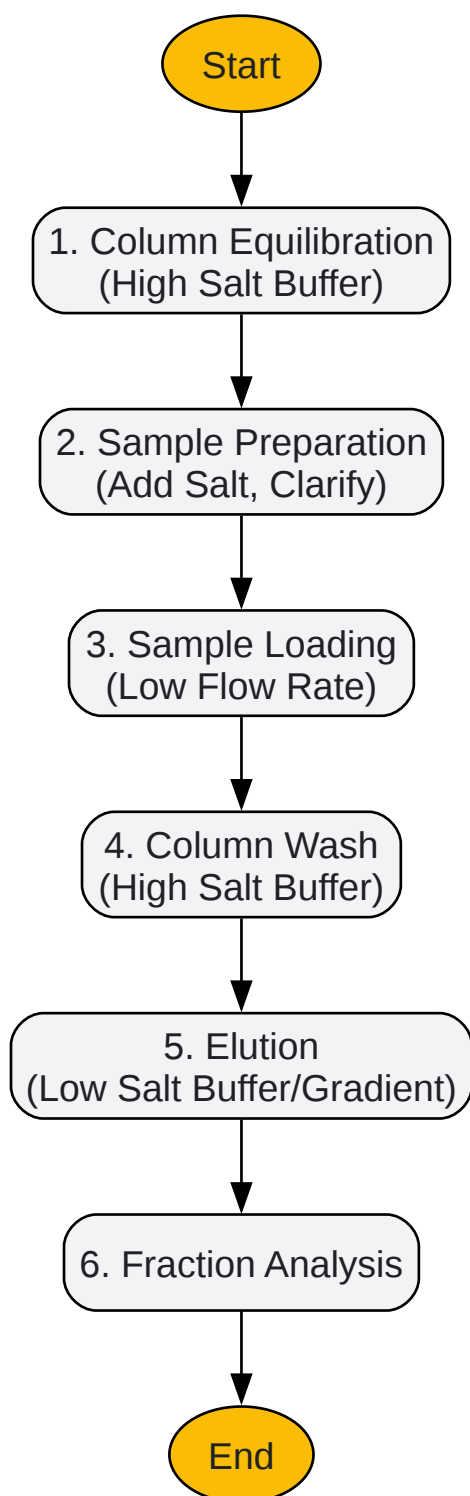 Start
1. Column Equilibration
(High Salt Buffer)
2. Sample Preparation
(Add Salt, Clarify)
3. Sample Loading
(Low Flow Rate)
4. Column Wash
(High Salt Buffer)
5. Elution
(Low Salt Buffer/Gradient)
6. Fraction Analysis
End